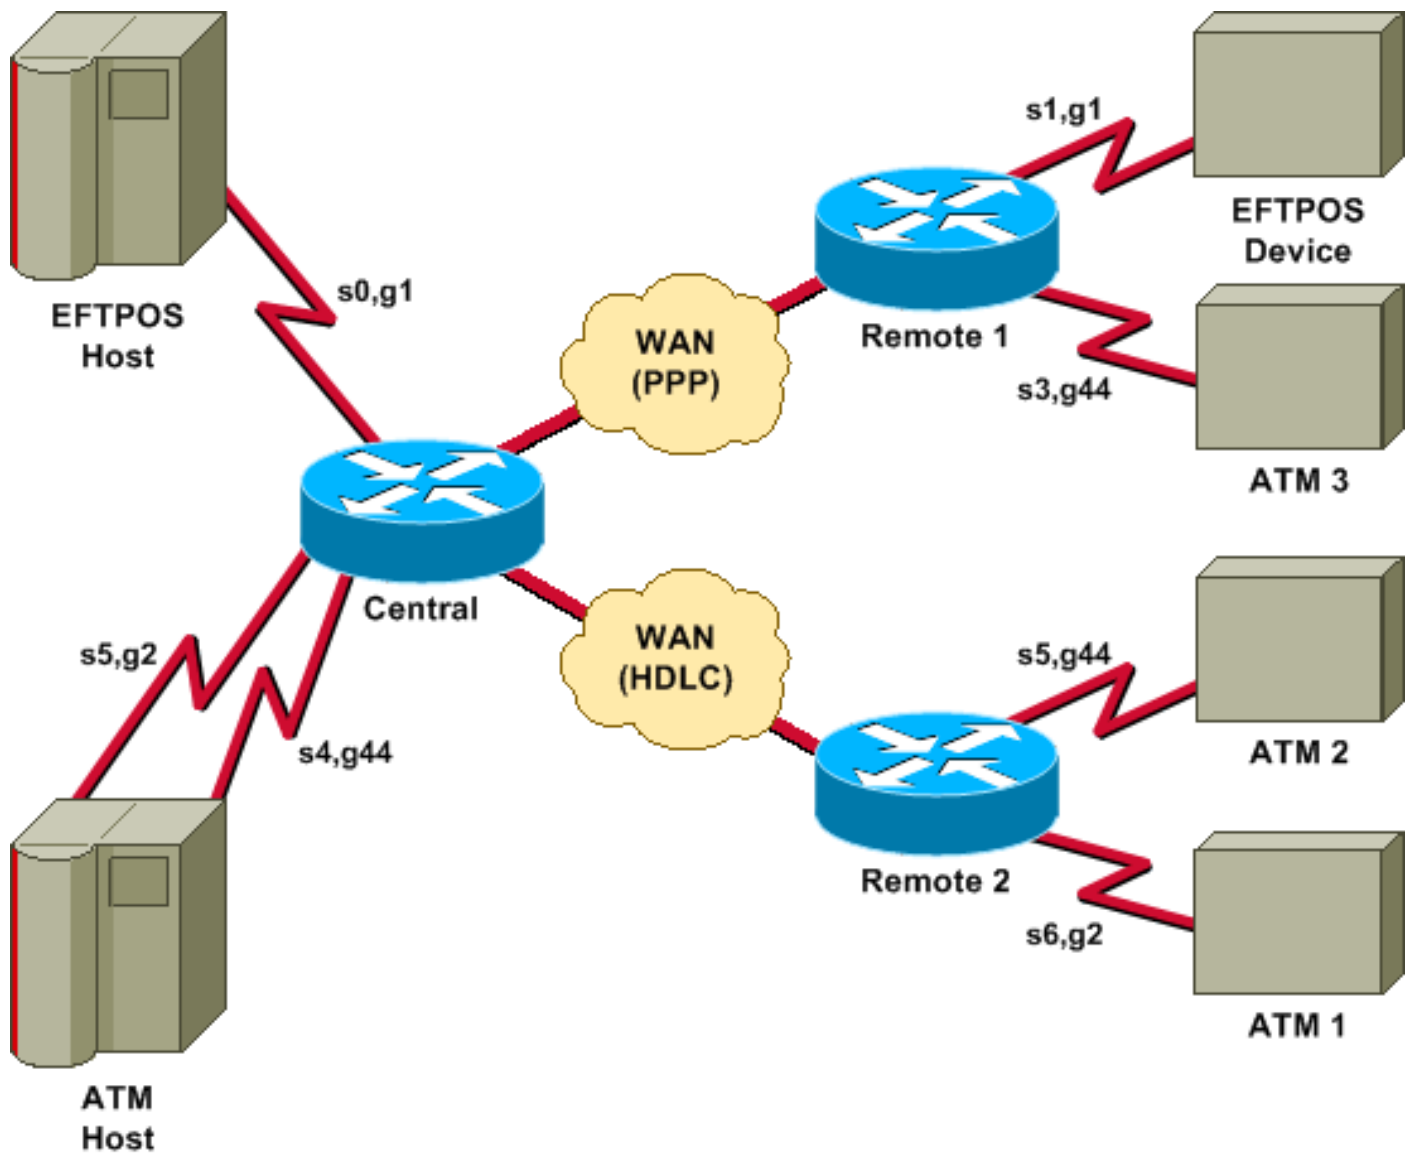 EFTPOS
Host
s0,g1
WAN
(PPP)
s1,g1
Remote 1
s3,g44
EFTPOS
Device
ATM 3
Central
s5,g2
s4,g44
WAN
(HDLC)
s5,g44
Remote 2
s6,g2
ATM 2
ATM 1
ATM
Host